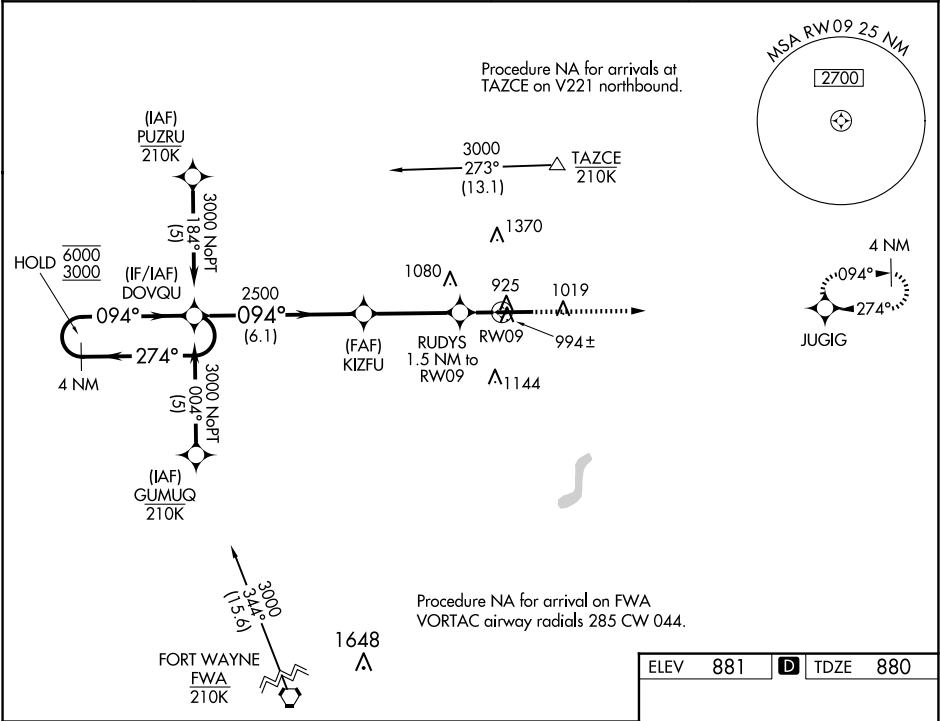 MSA RW09 25 NM
2700
Procedure NA for arrivals at
TAZCE on V221 northbound.
(IAF)
PUZRU
210K
3000
273°
(13.1)
TAZCE
210K
3000 NoPT
184°
(5)
1370
HOLD
6000
3000
(IF/IAF)
DOVQU
1080
925
1019
4 NM
094°
274°
JUGIG
094°
2500
094°
(6.1)
274°
4 NM
(FAF)
KIZFU
RUDYS
1.5 NM to
RW09
RW09
994±
1144
3000 NoPT
004°
(5)
(IAF)
GUMUQ
210K
3000
344°
(15.6)
Procedure NA for arrival on FWA
VORTAC airway radials 285 CW 044.
FORT WAYNE
FWA
210K
1648
ELEV 881 D TDZE 880